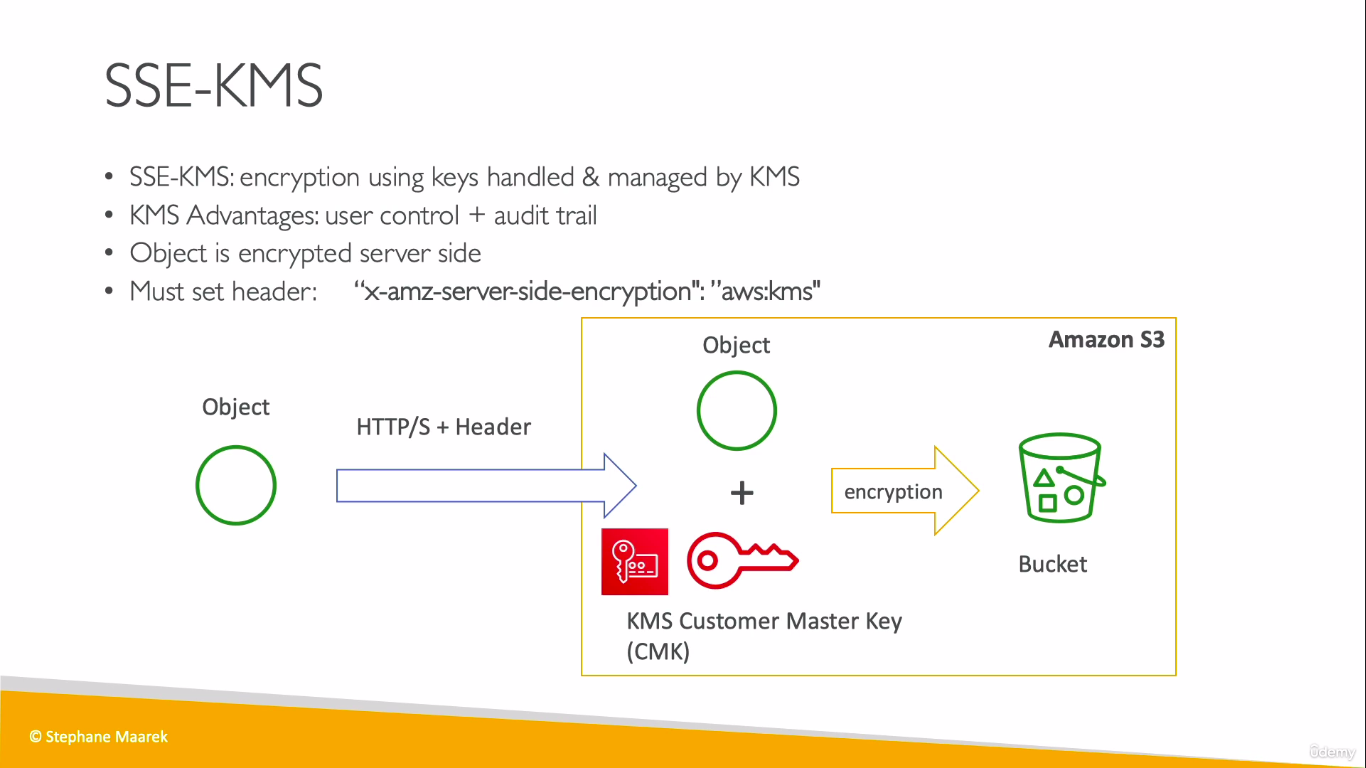 SSE-KMS
• SSE-KMS: encryption using keys handled & managed by KMS
• KMS Advantages: user control + audit trail
• Object is encrypted server side
• Must set header: “x-amz-server-side-encryption": ”aws:kms"
Amazon S3
Object
Object
HTTP/S + Header
+
encryption
Bucket
KMS Customer Master Key
(CMK)
© Stephane Maarek
ûdemy